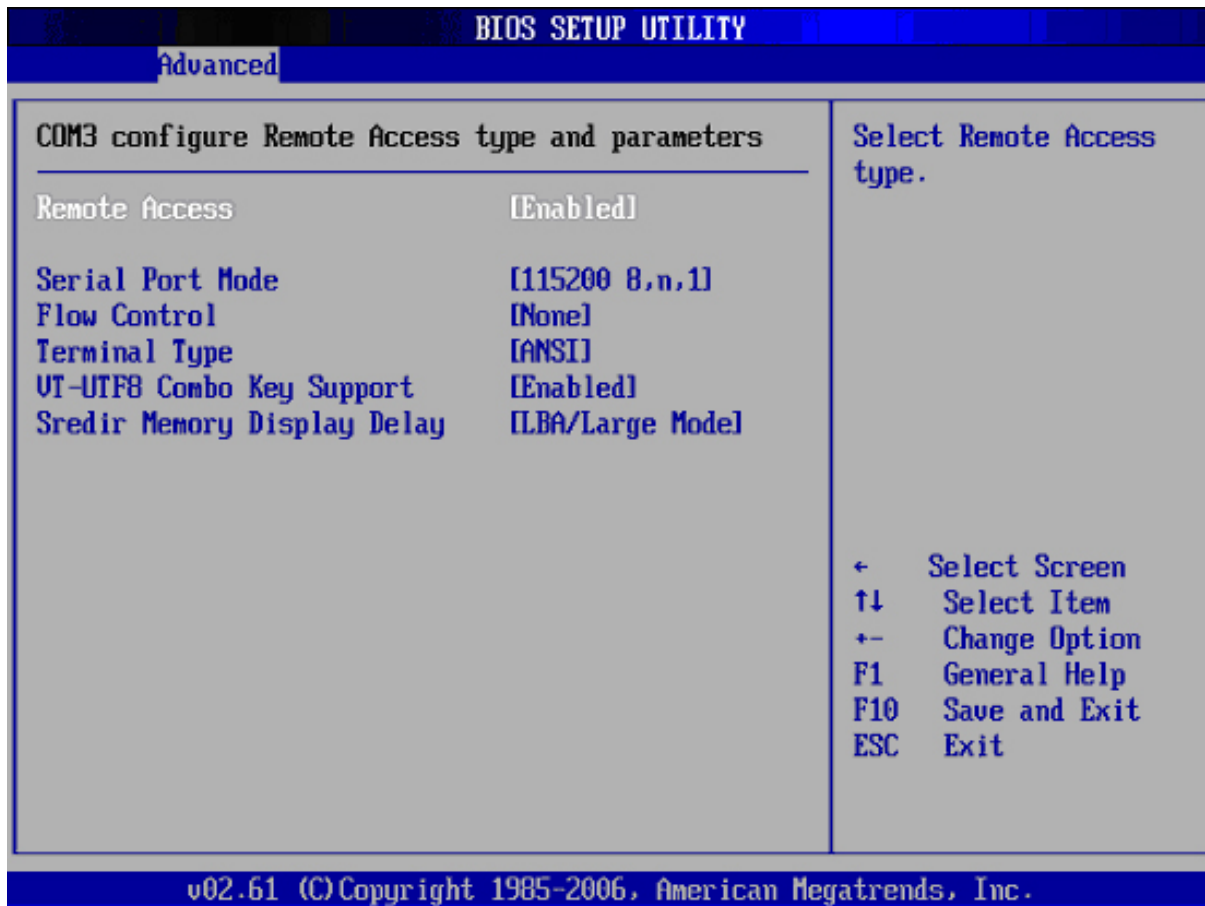 BIOS SETUP UTILITY
Advanced
COM3 configure Remote Access type and parameters
Remote Access [Enabled]
Serial Port Mode [115200 8,n,1]
Flow Control [None]
Terminal Type [ANSI]
VT-UTF8 Combo Key Support [Enabled]
Sredir Memory Display Delay [LBA/Large Mode]
Select Remote Access
type.
← Select Screen
↑↓ Select Item
+- Change Option
F1 General Help
F10 Save and Exit
ESC Exit
v02.61 (C)Copyright 1985-2006, American Megatrends, Inc.